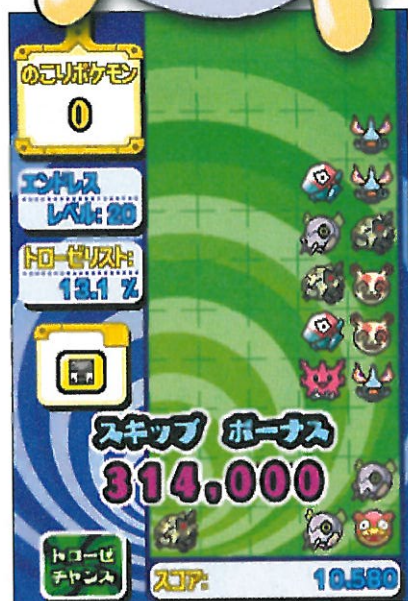 のこりポケモン
0
エンドレス
レベル: 20
トローゼリスト:
13.1 %
スキップ ボーナス
314,000
トローゼ
チャンス
スコア: 10.580